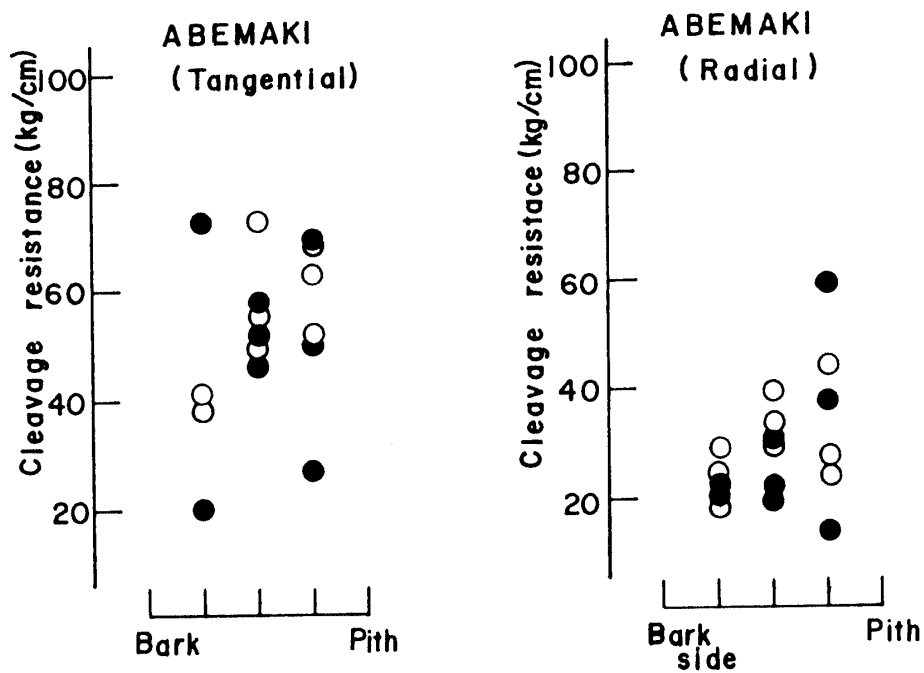 ABEMAKI
(Tangential)
Cleavage resistance (kg/cm)
100
80
60
40
20
Bark
Pith
ABEMAKI
(Radial)
Cleavage resistace (kg/cm)
100
80
60
40
20
Bark
side
Pith